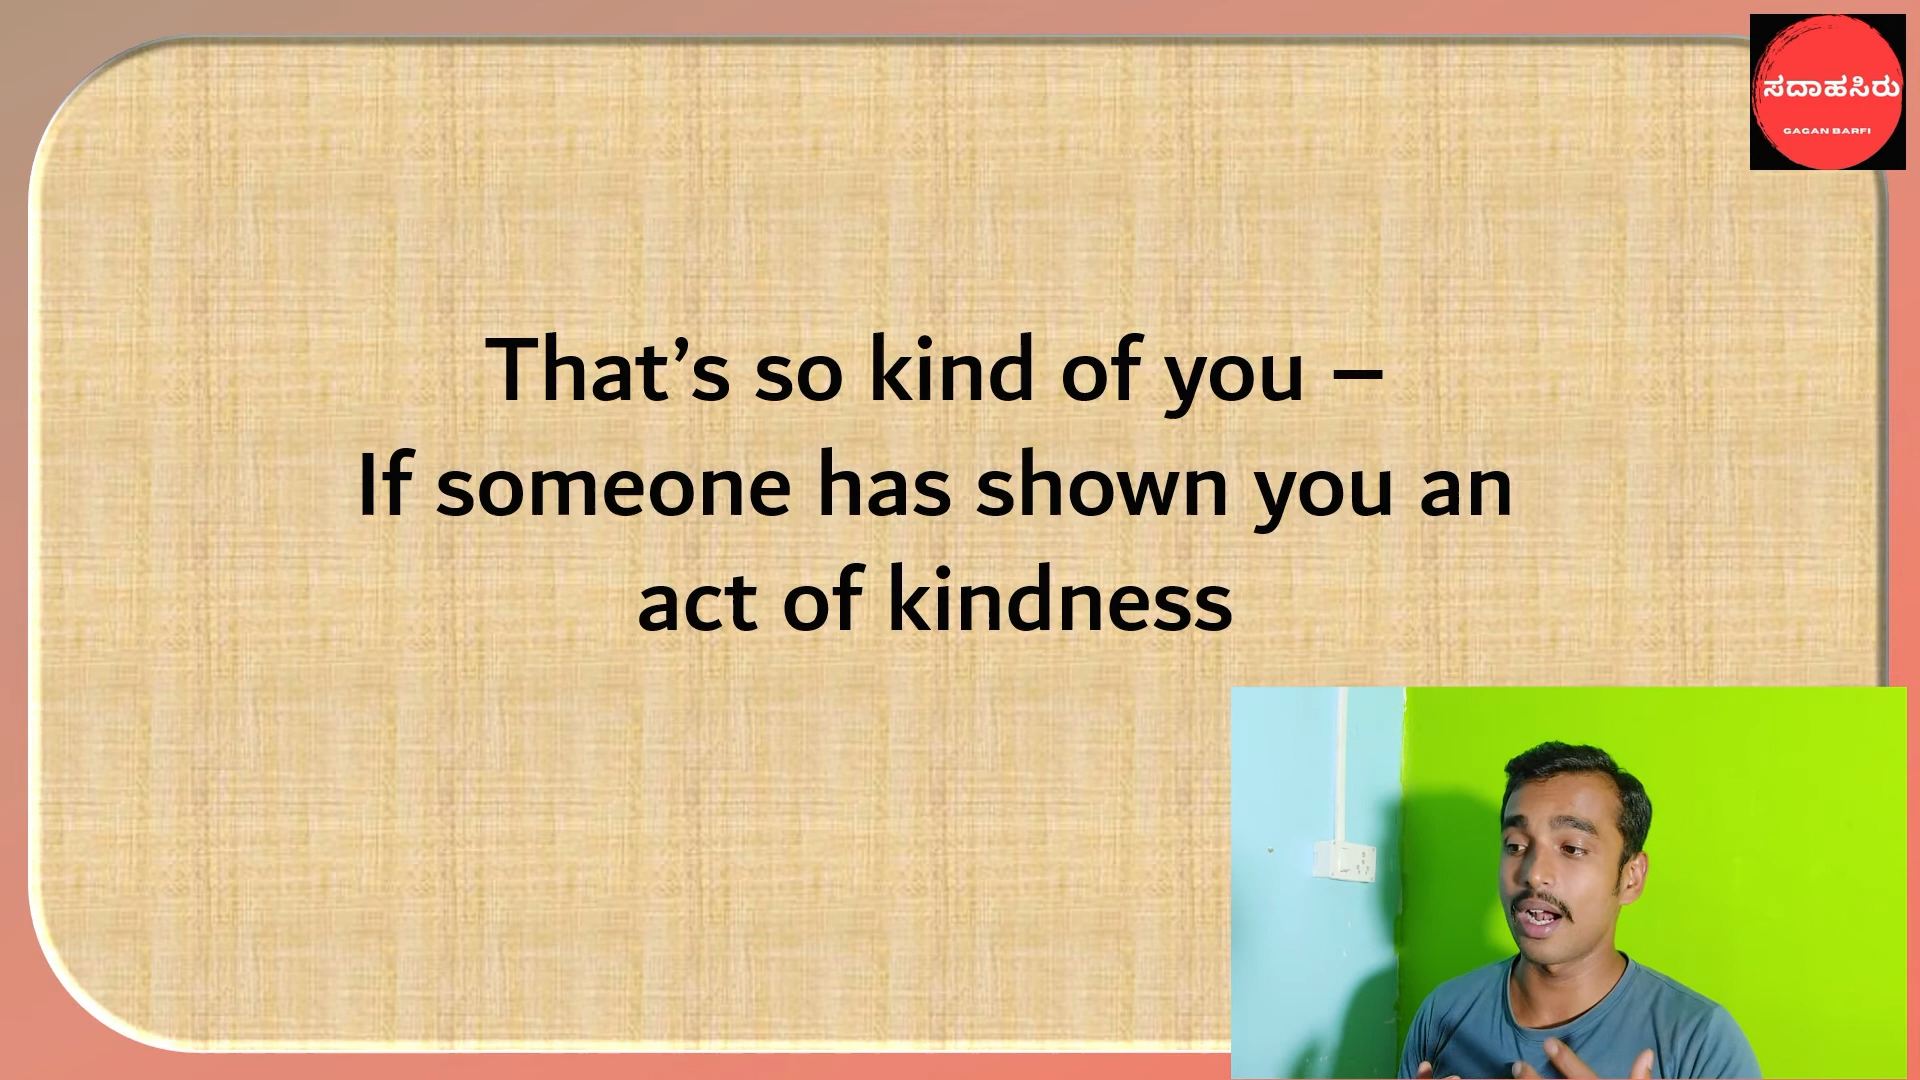 ಸದಾಹಸಿರು
GAGAN BARFI
That’s so kind of you –
If someone has shown you an
act of kindness